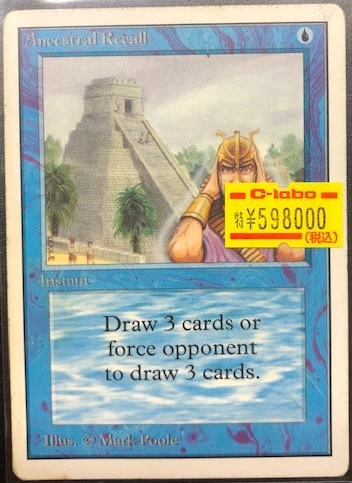 Ancestral Recall
C-labo
特¥598000
(税込)
Instant
Draw 3 cards or
force opponent
to draw 3 cards.
Illus. © Mark Poole